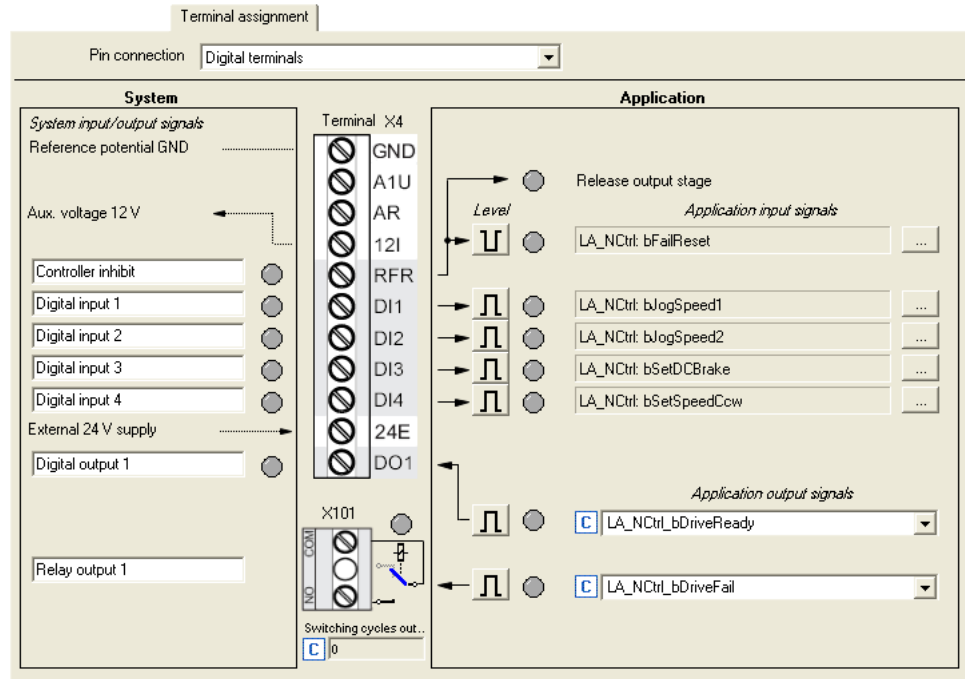 Terminal assignment
Pin connection Digital terminals
System
System input/output signals
Reference potential GND
Aux. voltage 12 V
Controller inhibit
Digital input 1
Digital input 2
Digital input 3
Digital input 4
External 24 V supply
Digital output 1
Relay output 1
Terminal X4
GND
A1U
AR
12I
RFR
DI1
DI2
DI3
DI4
24E
DO1
X101
COM
NO
Switching cycles out..
C 0
Application
Release output stage
Level
Application input signals
LA_NCtrl: bFailReset ...
LA_NCtrl: bJogSpeed1 ...
LA_NCtrl: bJogSpeed2 ...
LA_NCtrl: bSetDCBrake ...
LA_NCtrl: bSetSpeedCcw ...
Application output signals
C LA_NCtrl_bDriveReady
C LA_NCtrl_bDriveFail